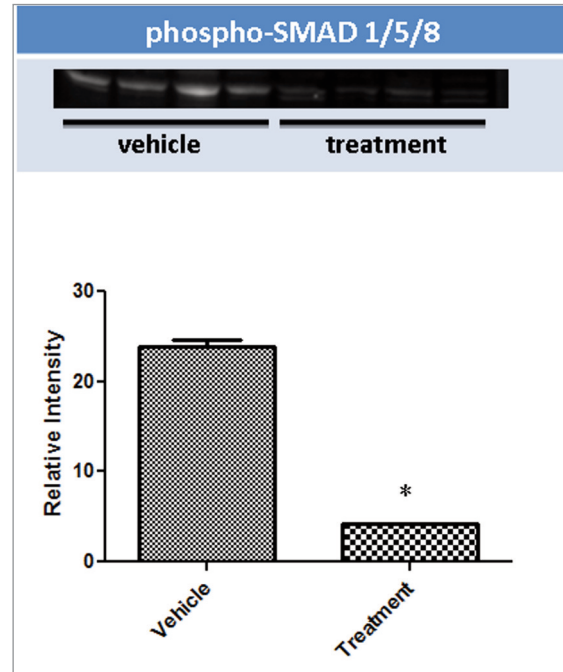 phospho-SMAD 1/5/8
vehicle treatment
30
20
10
0
Relative Intensity
*
Vehicle
Treatment